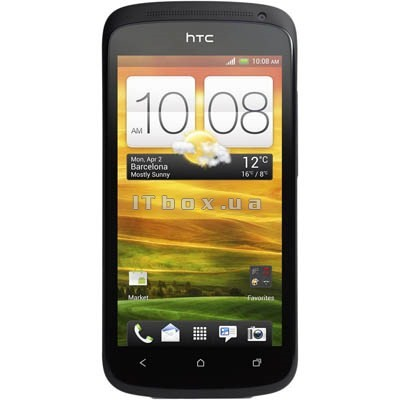 hTC
10:08 AM
10 08
AM
Mon, Apr 2
Barcelona
Mostly Sunny
12°C
16°c / 8°c
ITbox.ua
Market
Favorites